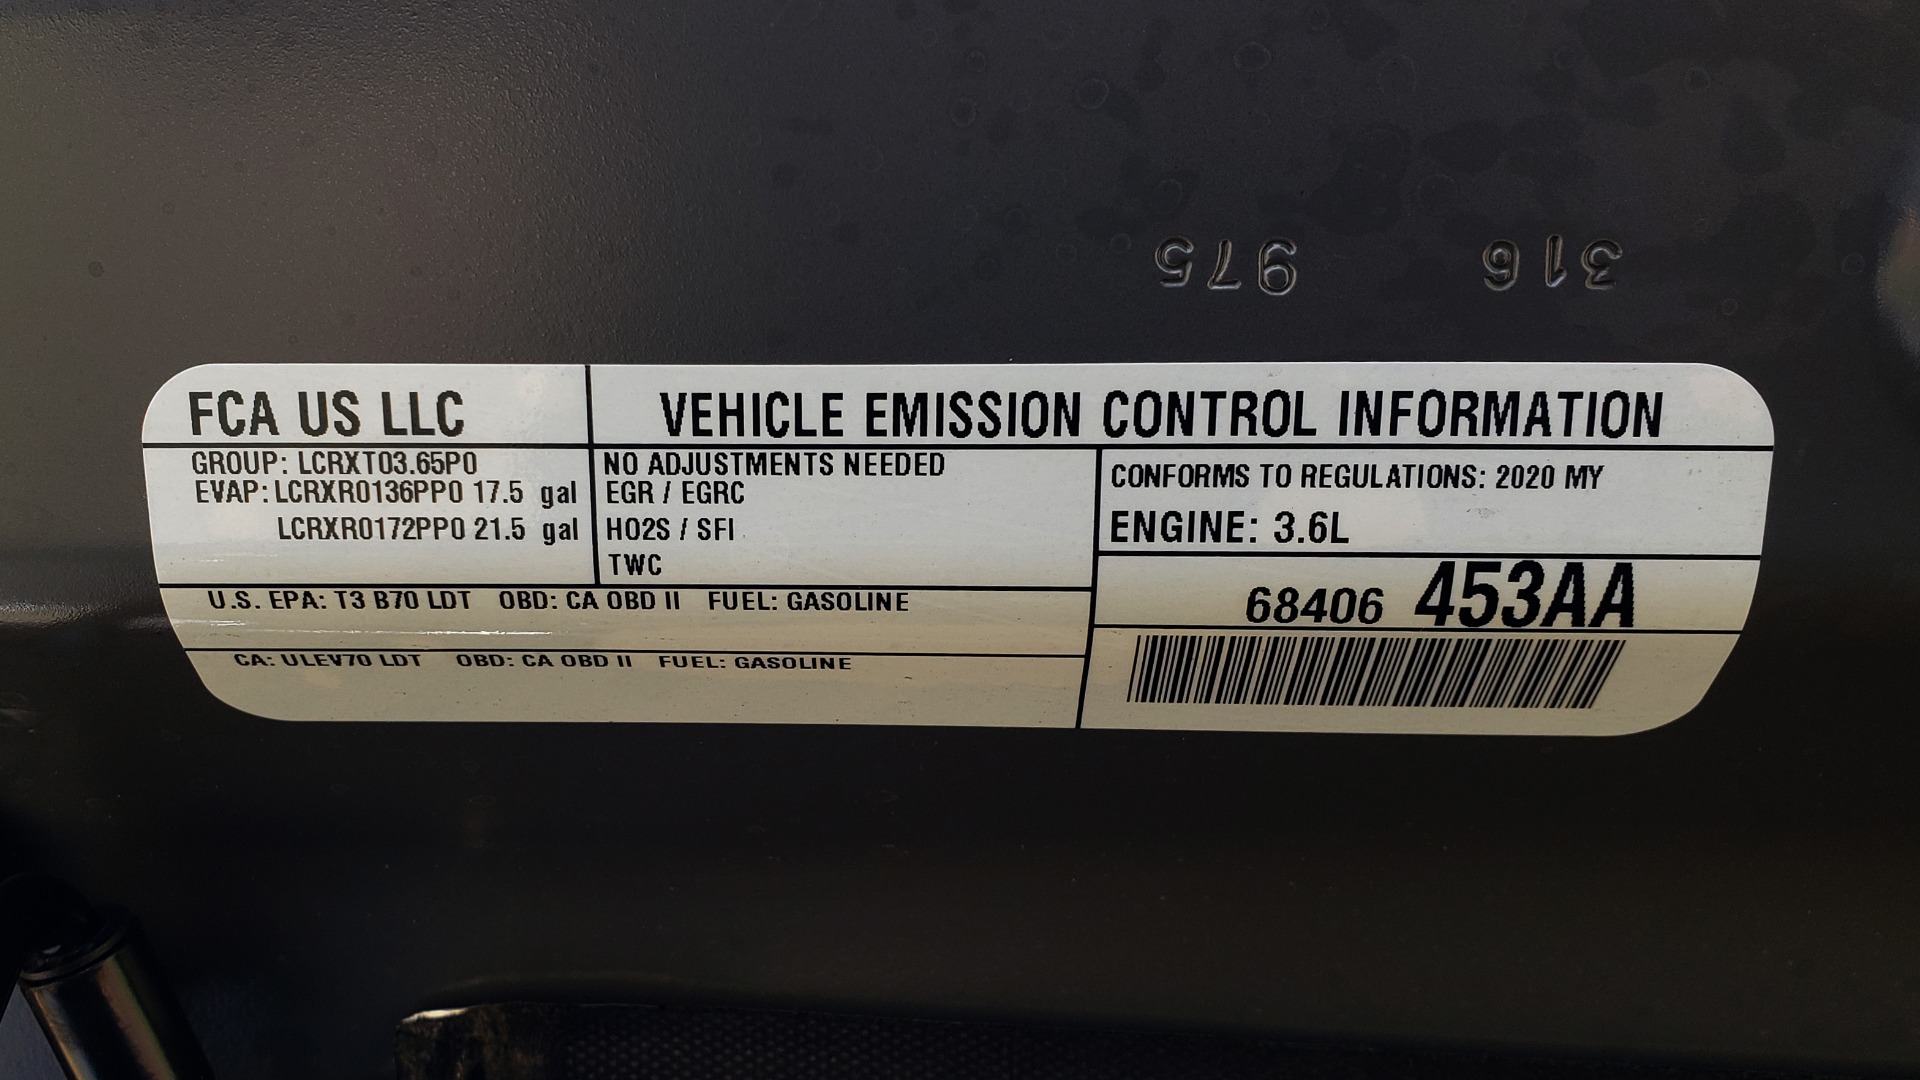 975 316
FCA US LLC
VEHICLE EMISSION CONTROL INFORMATION
GROUP: LCRXT03.65P0
EVAP: LCRXR0136PP0 17.5 gal
LCRXR0172PP0 21.5 gal
NO ADJUSTMENTS NEEDED
EGR / EGRC
HO2S / SFI
TWC
CONFORMS TO REGULATIONS: 2020 MY
ENGINE: 3.6L
U.S. EPA: T3 B70 LDT OBD: CA OBD II FUEL: GASOLINE
CA: ULEV70 LDT OBD: CA OBD II FUEL: GASOLINE
68406 453AA